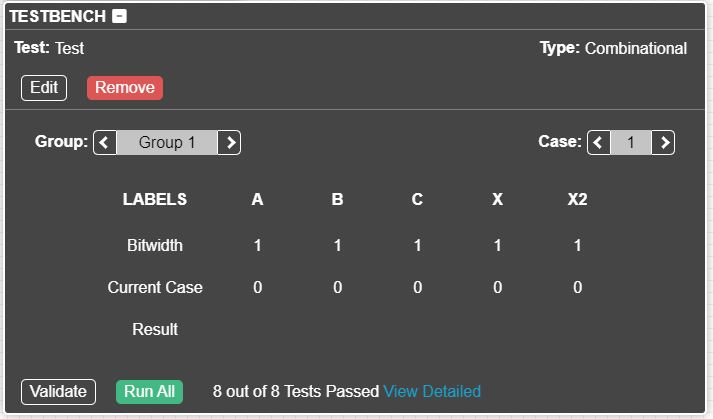 TESTBENCH
Test: Test Type: Combinational
Edit Remove
Group: < Group 1 > Case: < 1 >
LABELS A B C X X2
Bitwidth 1 1 1 1 1
Current Case 0 0 0 0 0
Result
Validate Run All 8 out of 8 Tests Passed View Detailed